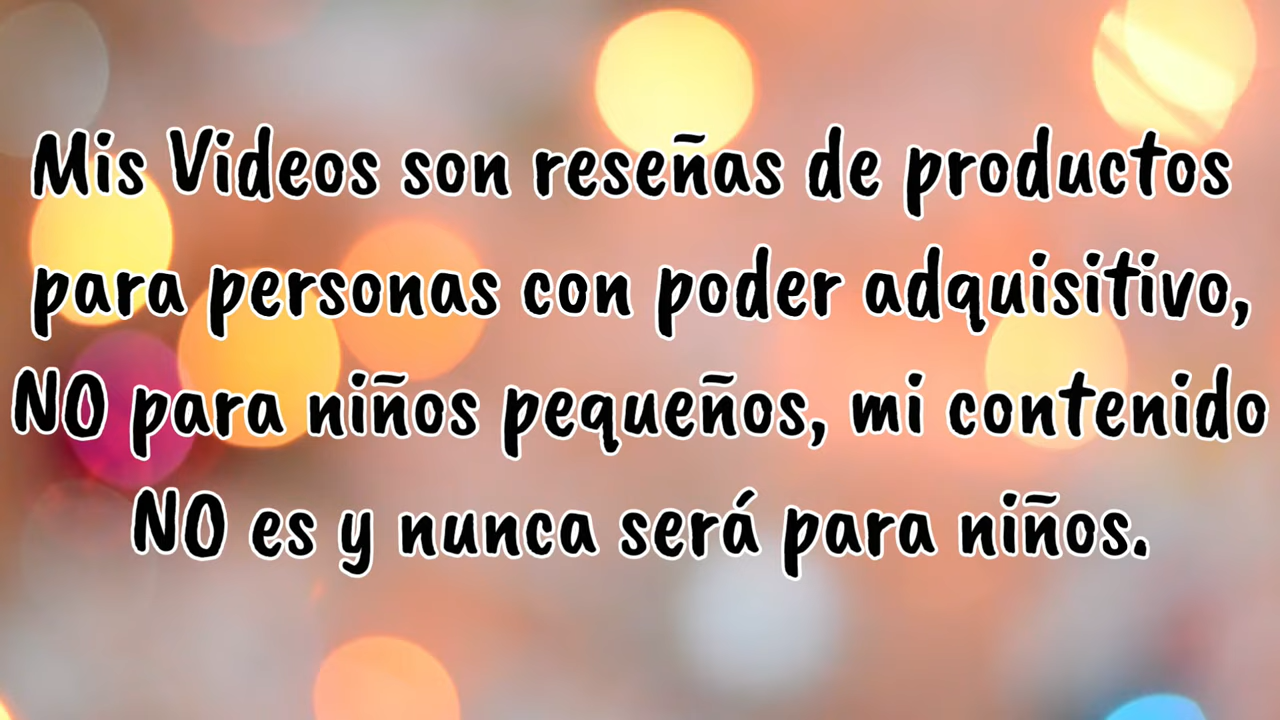 Mis Videos son reseñas de productos
para personas con poder adquisitivo,
NO para niños pequeños, mi contenido
NO es y nunca será para niños.